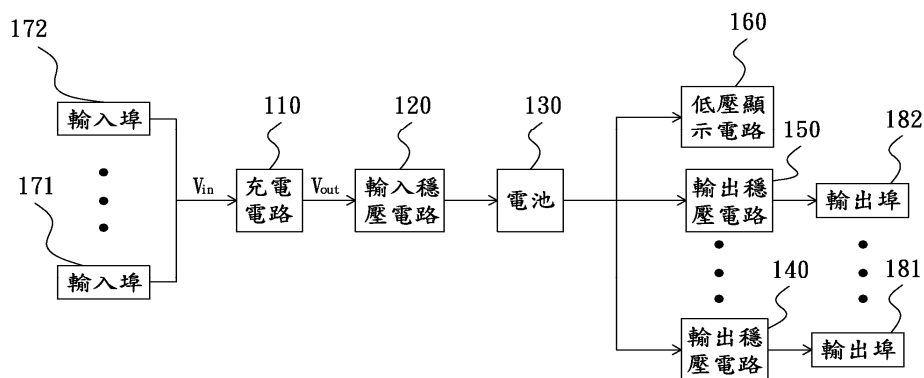 172
輸入埠
171
輸入埠
Vin
110
充電
電路
Vout
120
輸入穩
壓電路
130
電池
160
低壓顯
示電路
150
輸出穩
壓電路
182
輸出埠
140
輸出穩
壓電路
181
輸出埠